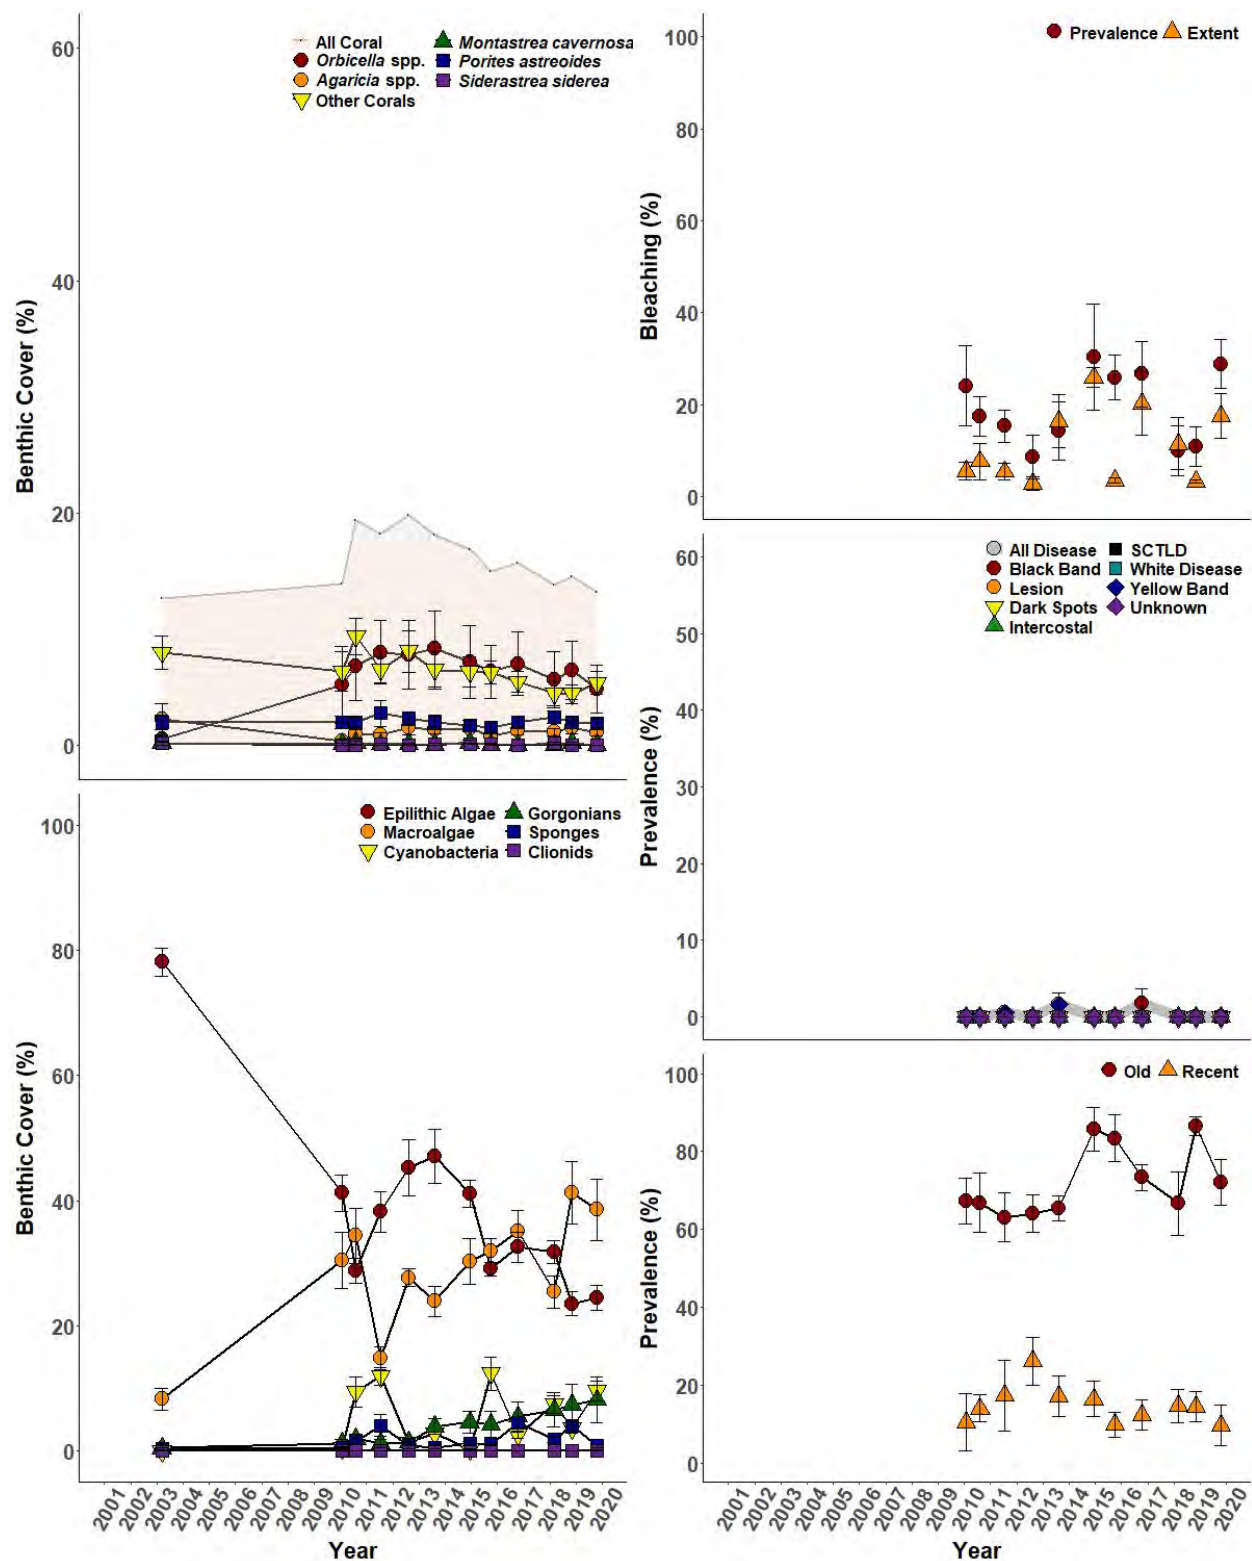 60
40
20
0
Benthic Cover (%)
All Coral
Orbicella spp.
Agaricia spp.
Other Corals
Montastrea cavernosa
Porites astreoides
Siderastrea siderea
100
80
60
40
20
0
Bleaching (%)
Prevalence
Extent
60
50
40
30
20
10
0
Prevalence (%)
All Disease
Black Band
Lesion
Dark Spots
Intercostal
SCTLD
White Disease
Yellow Band
Unknown
100
80
60
40
20
0
Benthic Cover (%)
Epilithic Algae
Macroalgae
Cyanobacteria
Gorgonians
Sponges
Clionids
2001
2002
2003
2004
2005
2006
2007
2008
2009
2010
2011
2012
2013
2014
2015
2016
2017
2018
2019
2020
Year
100
80
60
40
20
0
Prevalence (%)
Old
Recent
2001
2002
2003
2004
2005
2006
2007
2008
2009
2010
2011
2012
2013
2014
2015
2016
2017
2018
2019
2020
Year